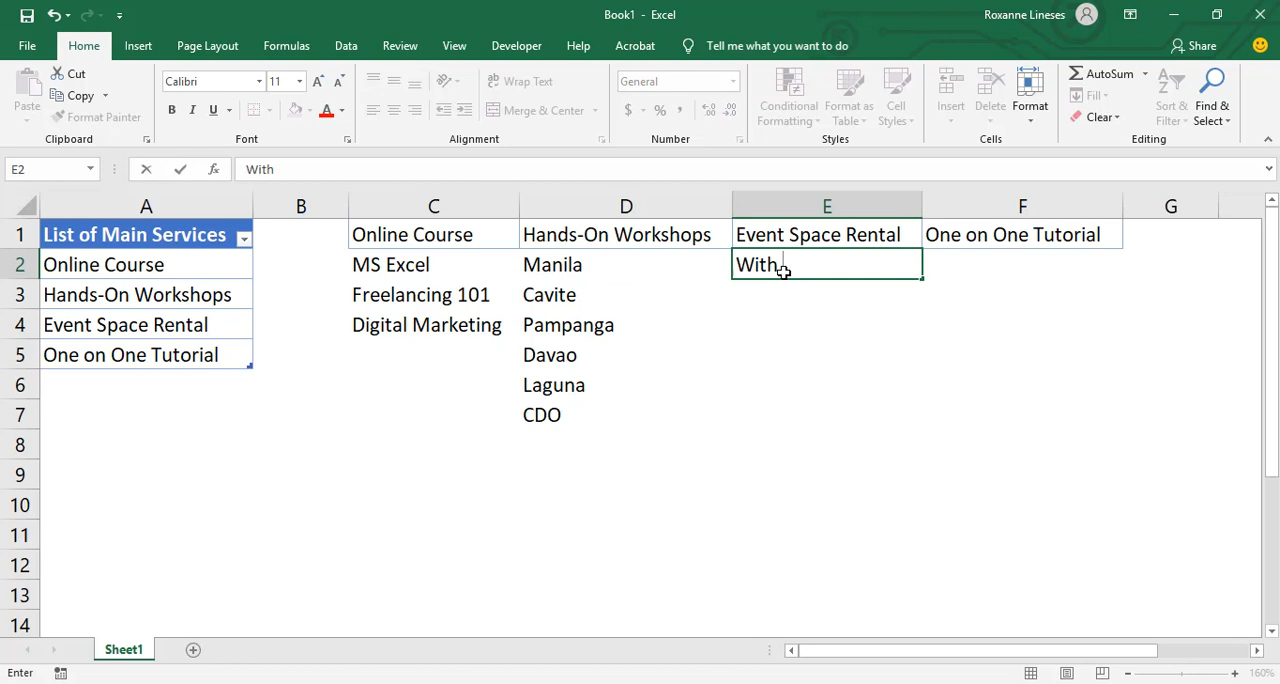 Book1 - Excel
Roxanne Lineses
File Home Insert Page Layout Formulas Data Review View Developer Help Acrobat Tell me what you want to do Share
Paste
Cut
Copy
Format Painter
Clipboard
Calibri 11
B I U
Font
Wrap Text
Merge & Center
Alignment
General
$ % ,
Number
Conditional Formatting
Format as Table
Cell Styles
Styles
Insert Delete Format
Cells
AutoSum
Fill
Clear
Sort & Filter
Find & Select
Editing
E2 fx With
A B C D E F G
1 List of Main Services Online Course Hands-On Workshops Event Space Rental One on One Tutorial
2 Online Course MS Excel Manila With
3 Hands-On Workshops Freelancing 101 Cavite
4 Event Space Rental Digital Marketing Pampanga
5 One on One Tutorial Davao
6 Laguna
7 CDO
8
9
10
11
12
13
14
Sheet1
Enter 160%